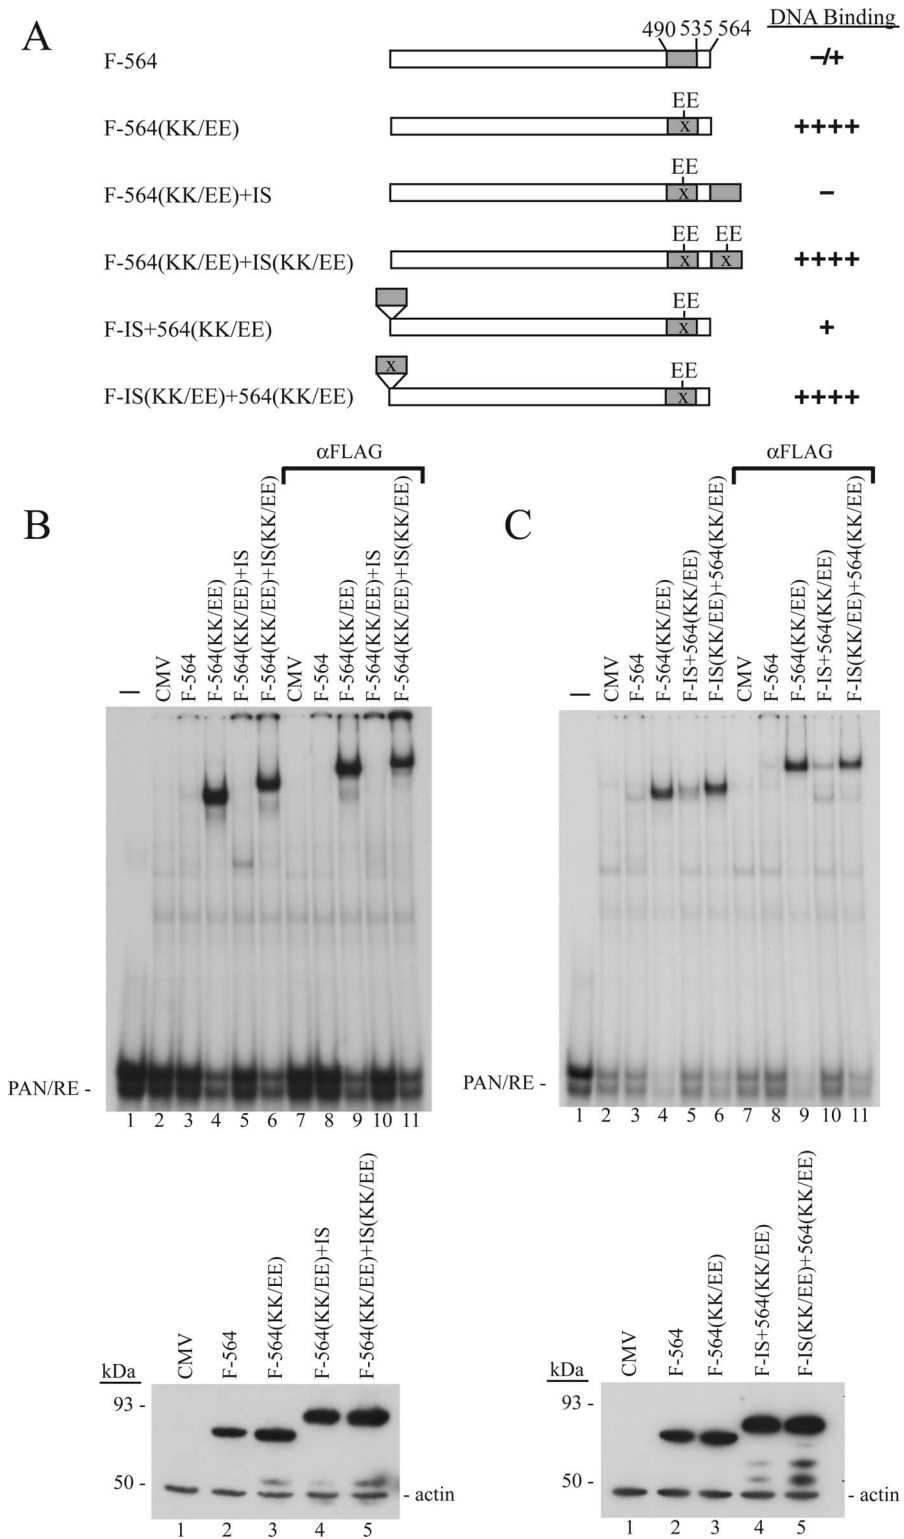 A
DNA Binding
490 535 564
F-564
−/+
EE
F-564(KK/EE)
x
++++
EE
F-564(KK/EE)+IS
x
−
EE EE
F-564(KK/EE)+IS(KK/EE)
x x
++++
EE
F-IS+564(KK/EE)
x
+
x
EE
F-IS(KK/EE)+564(KK/EE)
x
++++
B
αFLAG
–
CMV
F-564
F-564(KK/EE)
F-564(KK/EE)+IS
F-564(KK/EE)+IS(KK/EE)
CMV
F-564
F-564(KK/EE)
F-564(KK/EE)+IS
F-564(KK/EE)+IS(KK/EE)
PAN/RE -
1 2 3 4 5 6 7 8 9 10 11
CMV
F-564
F-564(KK/EE)
F-564(KK/EE)+IS
F-564(KK/EE)+IS(KK/EE)
kDa
93 -
50 -
- actin
1 2 3 4 5
C
αFLAG
–
CMV
F-564
F-564(KK/EE)
F-IS+564(KK/EE)
F-IS(KK/EE)+564(KK/EE)
CMV
F-564
F-564(KK/EE)
F-IS+564(KK/EE)
F-IS(KK/EE)+564(KK/EE)
PAN/RE -
1 2 3 4 5 6 7 8 9 10 11
CMV
F-564
F-564(KK/EE)
F-IS+564(KK/EE)
F-IS(KK/EE)+564(KK/EE)
kDa
93 -
50 -
- actin
1 2 3 4 5